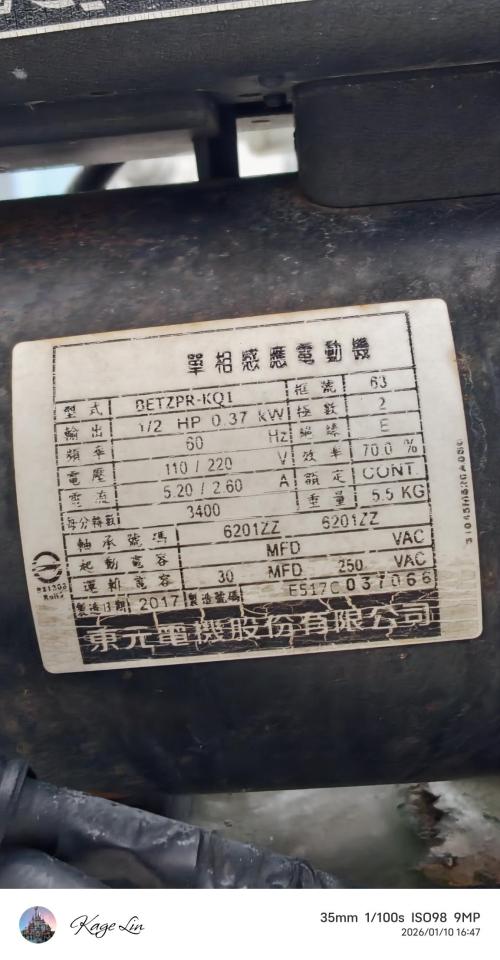 單相感應電動機
型式 BETZPR-KQ1 框號 63
輸出 1/2 HP 0.37 kW 極數 2
頻率 60 Hz 絕緣 E
電壓 110 / 220 V 效率 70.0 %
電流 5.20 / 2.60 A 額定 CONT.
每分轉數 3400 重量 5.5 KG
軸承號碼 6201ZZ 6201ZZ
起動電容 MFD VAC
運轉電容 30 MFD 250 VAC
製造日期 2017 製造號碼 E517C037066
東元電機股份有限公司
Kage Lin
35mm 1/100s ISO98 9MP
2026/01/10 16:47